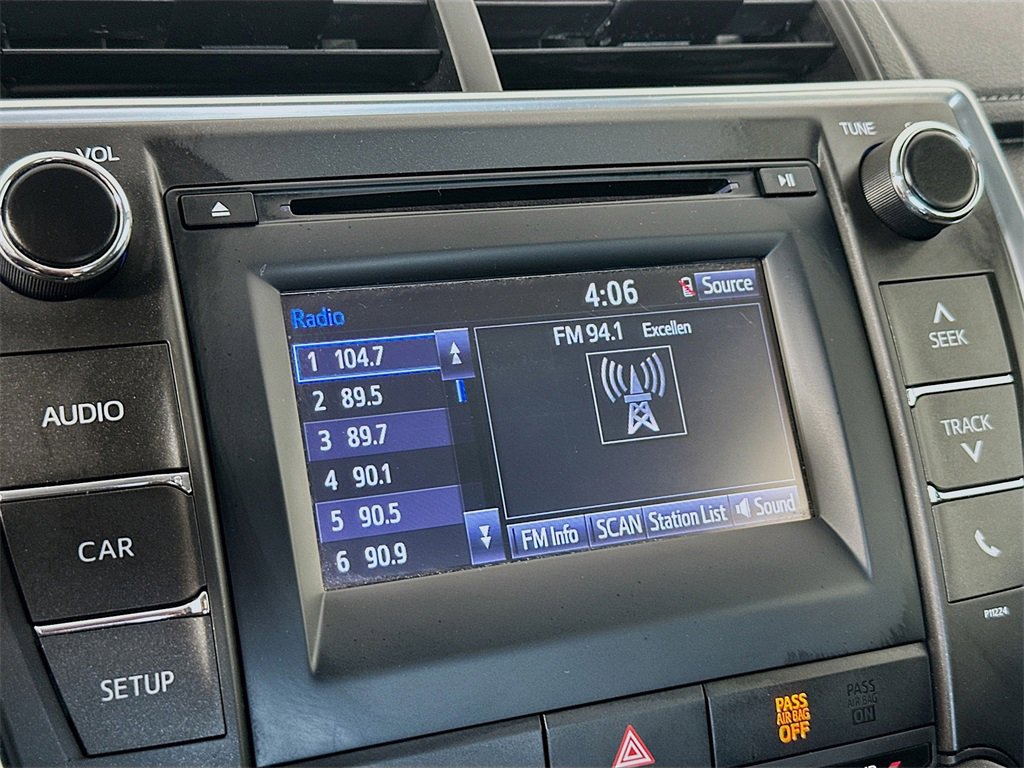 VOL
TUNE
4:06
Source
Radio
FM 94.1 Excellen
1 104.7
2 89.5
3 89.7
4 90.1
5 90.5
6 90.9
FM Info
SCAN
Station List
Sound
AUDIO
CAR
SETUP
SEEK
TRACK
P11224
PASS
AIR BAG
OFF
PASS
AIR BAG
ON